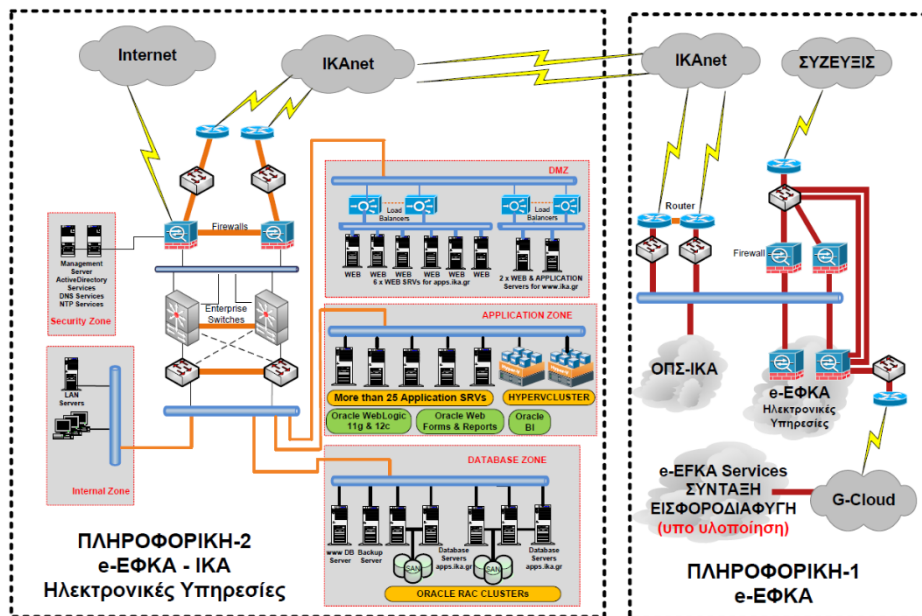 Internet
IKAnet
Firewalls
Management
Server
ActiveDirectory
Services
DNS Services
NTP Services
Security Zone
Enterprise
Switches
LAN
Servers
Internal Zone
DMZ
Load
Balancers
Load
Balancers
WEB
WEB
WEB
WEB
WEB
WEB
6 x WEB SRVs for apps.ika.gr
2 x WEB & APPLICATION
Servers for www.ika.gr
APPLICATION ZONE
More than 25 Application SRVs
HYPERVCLUSTER
Oracle WebLogic
11g & 12c
Oracle Web
Forms & Reports
Oracle
BI
DATABASE ZONE
www DB
Server
Backup
Server
Database
Servers
apps.ika.gr
Database
Servers
apps.ika.gr
SAN
SAN
ORACLE RAC CLUSTERs
ΠΛΗΡΟΦΟΡΙΚΗ-2
e-ΕΦΚΑ - ΙΚΑ
Ηλεκτρονικές Υπηρεσίες
IKAnet
ΣΥΖΕΥΞΙΣ
Router
Firewall
ΟΠΣ-ΙΚΑ
e-ΕΦΚΑ
Ηλεκτρονικές
Υπηρεσίες
e-EFKA Services
ΣΥΝΤΑΞΗ
ΕΙΣΦΟΡΟΔΙΑΦΥΓΗ
(υπο υλοποίηση)
G-Cloud
ΠΛΗΡΟΦΟΡΙΚΗ-1
e-ΕΦΚΑ